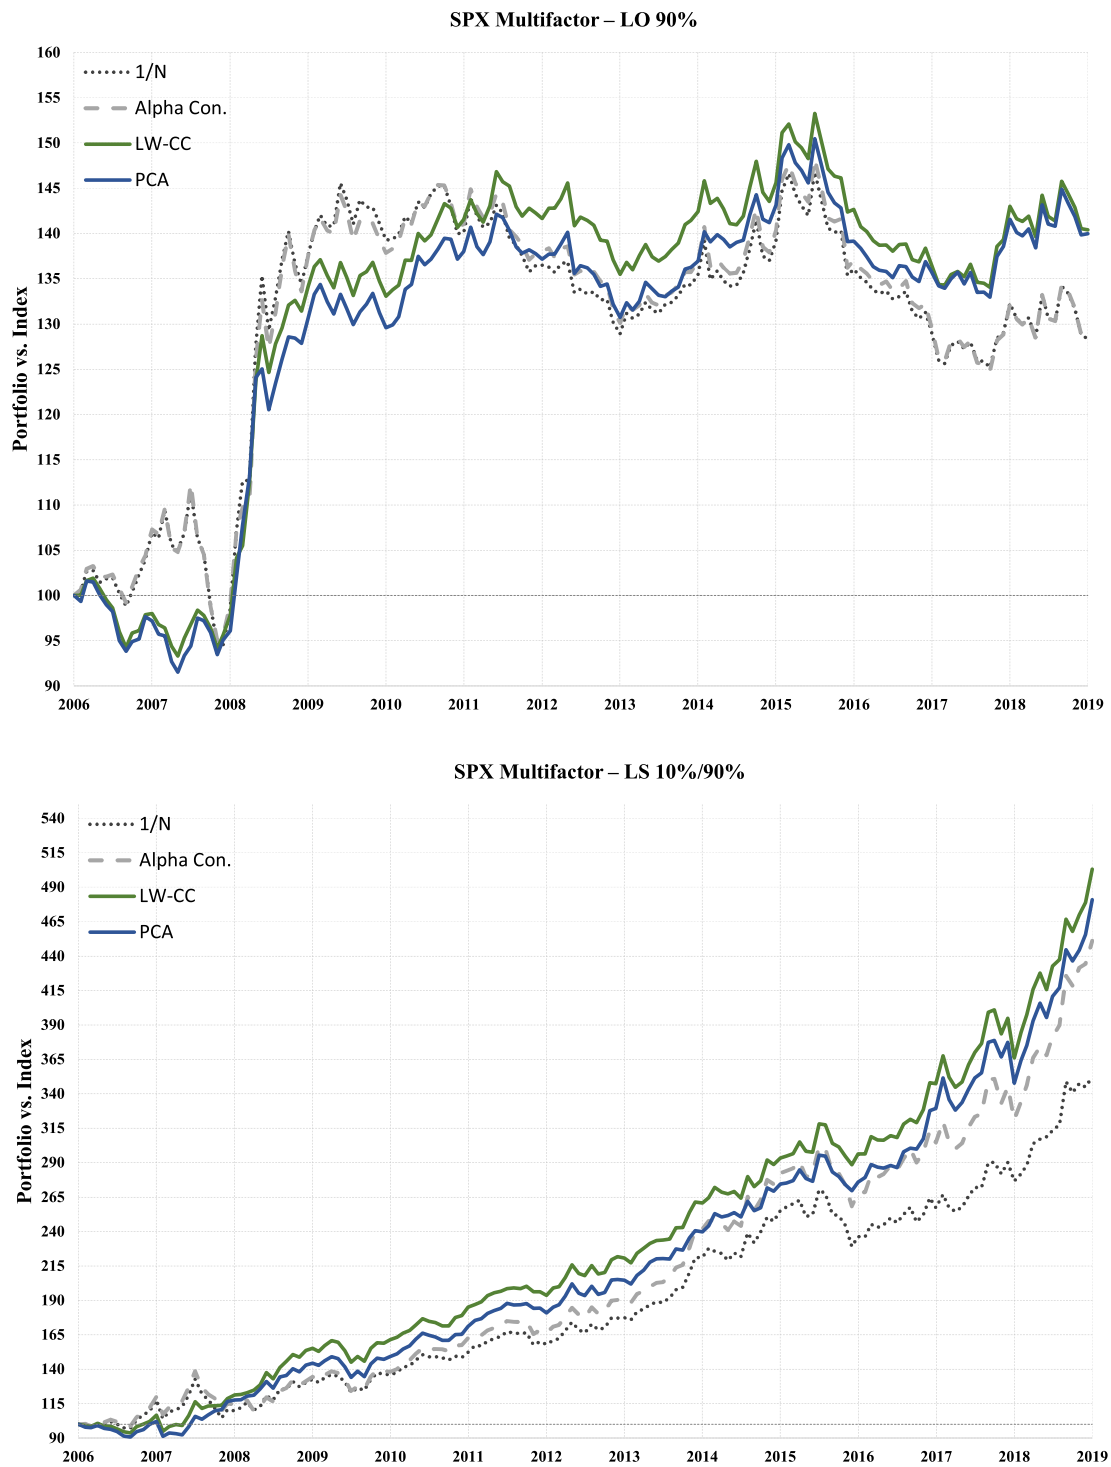 SPX Multifactor – LO 90%
160
155
150
145
140
135
130
125
120
115
110
105
100
95
90
Portfolio vs. Index
1/N
Alpha Con.
LW-CC
PCA
2006 2007 2008 2009 2010 2011 2012 2013 2014 2015 2016 2017 2018 2019
SPX Multifactor – LS 10%/90%
540
515
490
465
440
415
390
365
340
315
290
265
240
215
190
165
140
115
90
Portfolio vs. Index
1/N
Alpha Con.
LW-CC
PCA
2006 2007 2008 2009 2010 2011 2012 2013 2014 2015 2016 2017 2018 2019